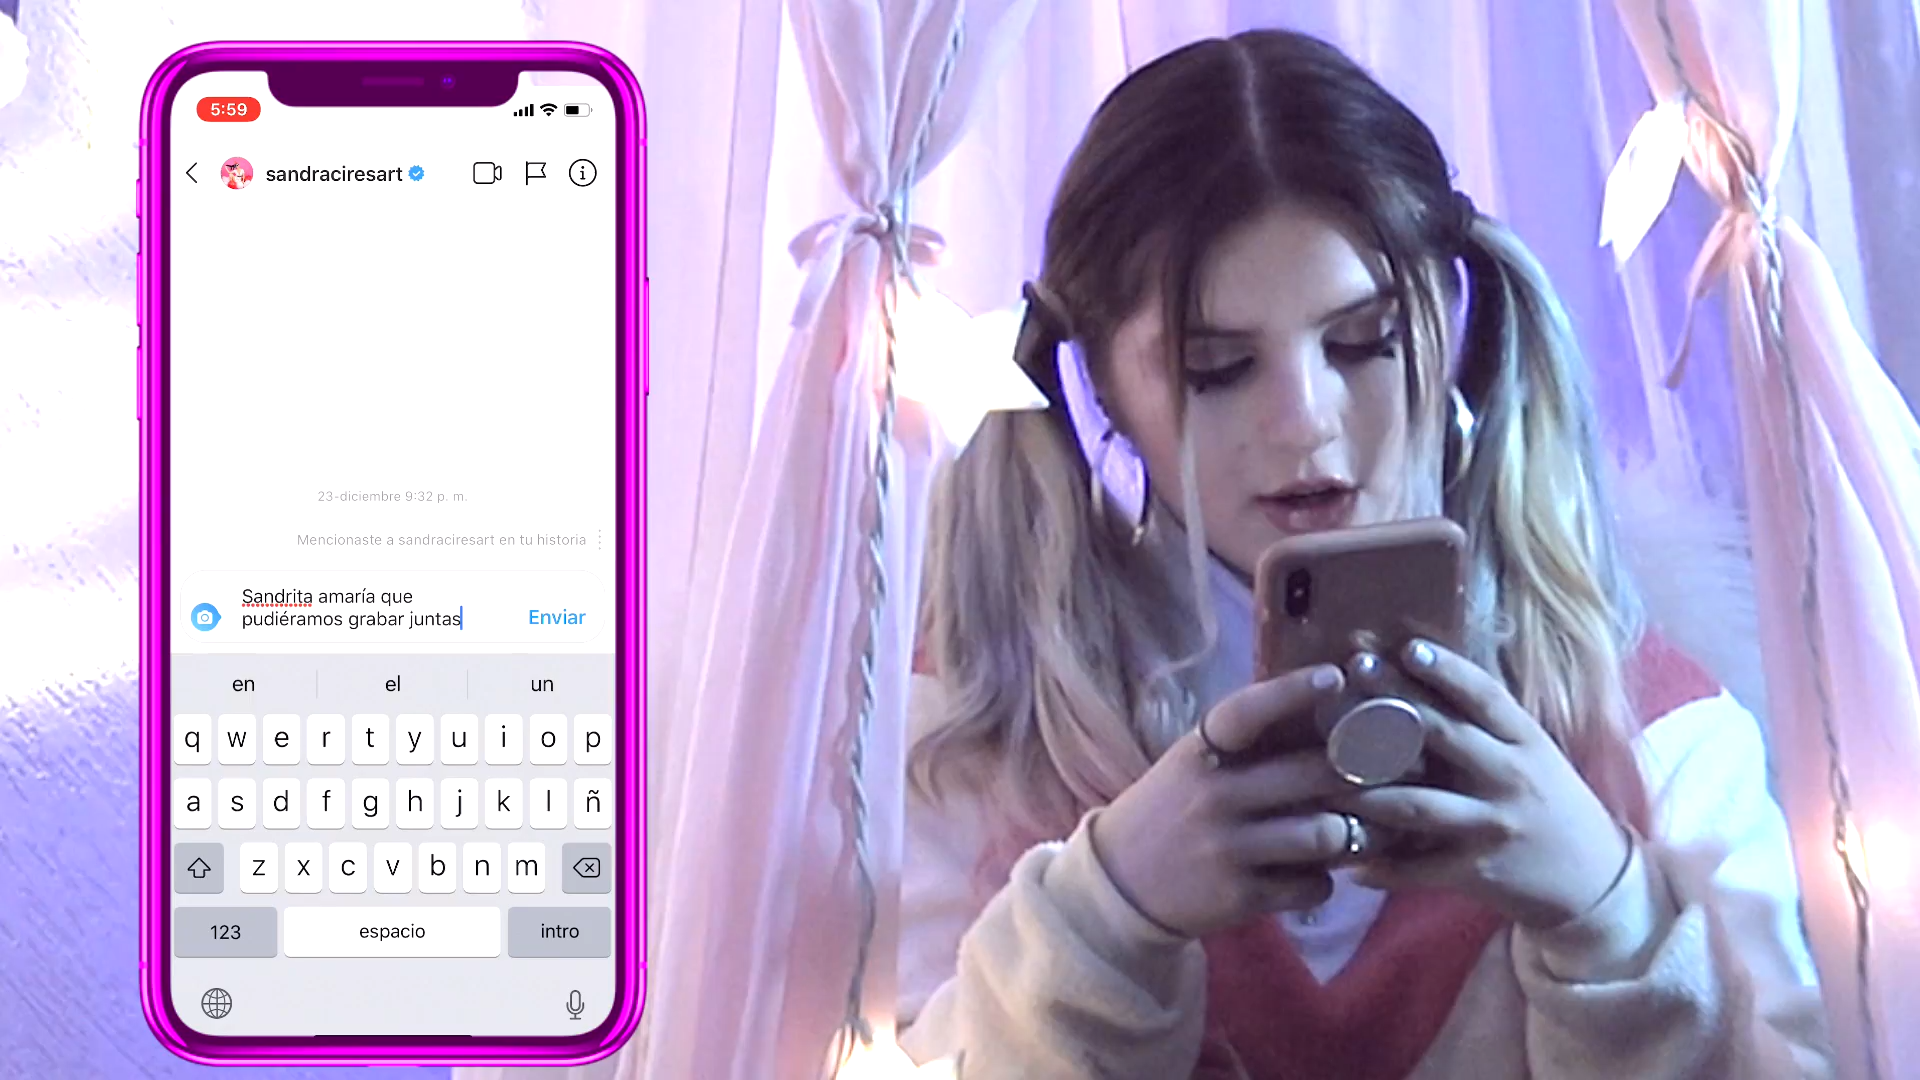 5:59
sandraciresart
23-diciembre 9:32 p. m.
Mencionaste a sandraciresart en tu historia
Sandrita amaría que
pudiéramos grabar juntas
Enviar
en el un
q w e r t y u i o p
a s d f g h j k l ñ
z x c v b n m
123 espacio intro